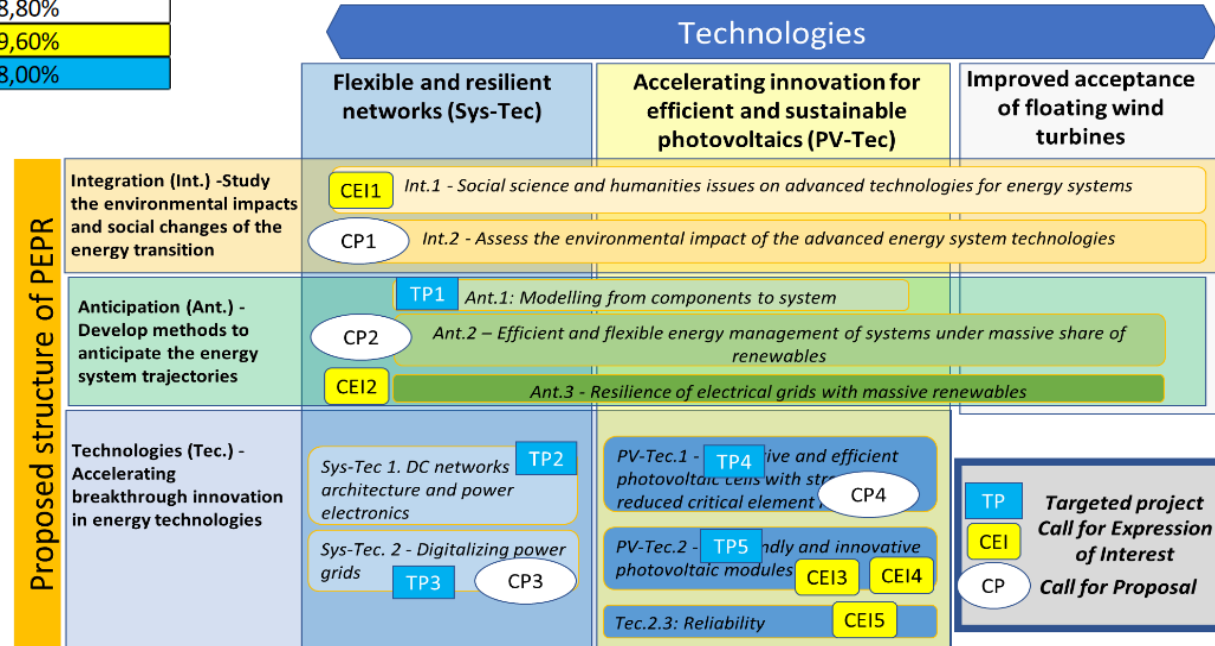 8,80%
9,60%
8,00%
Technologies
Flexible and resilient
networks (Sys-Tec)
Accelerating innovation for
efficient and sustainable
photovoltaics (PV-Tec)
Improved acceptance
of floating wind
turbines
Proposed structure of PEPR
Integration (Int.) -Study
the environmental impacts
and social changes of the
energy transition
CEI1
Int.1 - Social science and humanities issues on advanced technologies for energy systems
CP1
Int.2 - Assess the environmental impact of the advanced energy system technologies
Anticipation (Ant.) -
Develop methods to
anticipate the energy
system trajectories
TP1
Ant.1: Modelling from components to system
CP2
Ant.2 – Efficient and flexible energy management of systems under massive share of
renewables
CEI2
Ant.3 - Resilience of electrical grids with massive renewables
Technologies (Tec.) -
Accelerating
breakthrough innovation
in energy technologies
Sys-Tec 1. DC networks
architecture and power
electronics
TP2
Sys-Tec. 2 - Digitalizing power
grids
TP3
CP3
PV-Tec.1 - and efficient
photovoltaic cells with
reduced critical element
TP4
CP4
PV-Tec.2 - and innovative
photovoltaic modules
TP5
CEI3
CEI4
Tec.2.3: Reliability
CEI5
TP
Targeted project
CEI
Call for Expression
of Interest
CP
Call for Proposal